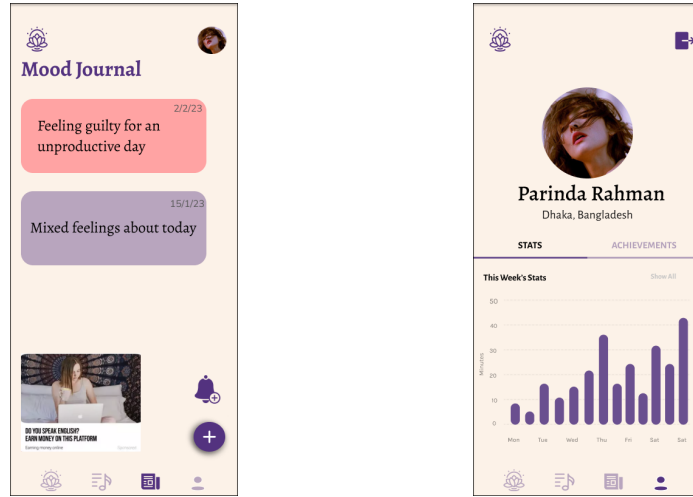 Mood Journal
2/2/23
Feeling guilty for an
unproductive day
15/1/23
Mixed feelings about today
DO YOU SPEAK ENGLISH?
EARN MONEY ON THIS PLATFORM
Earning money online
Sponsored
Parinda Rahman
Dhaka, Bangladesh
STATS
ACHIEVEMENTS
This Week's Stats
Show All
50
40
30
20
10
0
Minutes
Mon
Tue
Wed
Thu
Fri
Sat
Sat